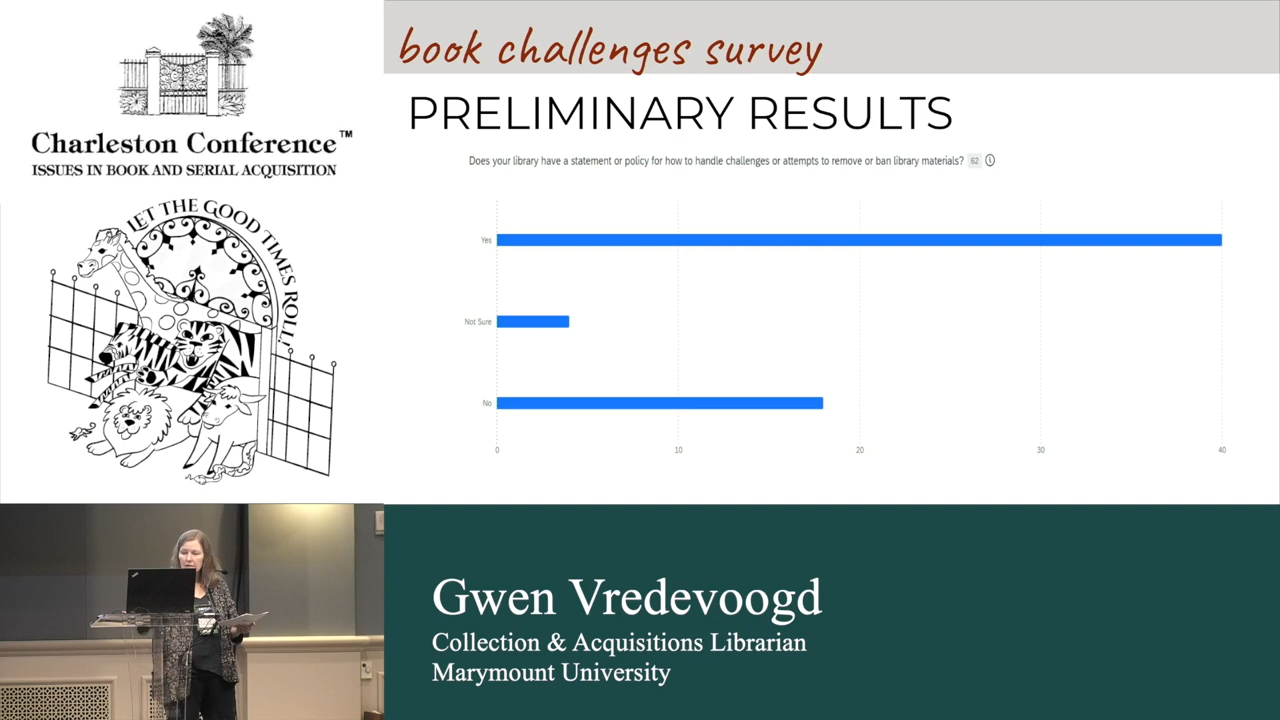 Charleston Conference™
ISSUES IN BOOK AND SERIAL ACQUISITION
LET THE GOOD TIMES ROLL!
book challenges survey
PRELIMINARY RESULTS
Does your library have a statement or policy for how to handle challenges or attempts to remove or ban library materials? 62
Yes
Not Sure
No
0 10 20 30 40
Gwen Vredevoogd
Collection & Acquisitions Librarian
Marymount University